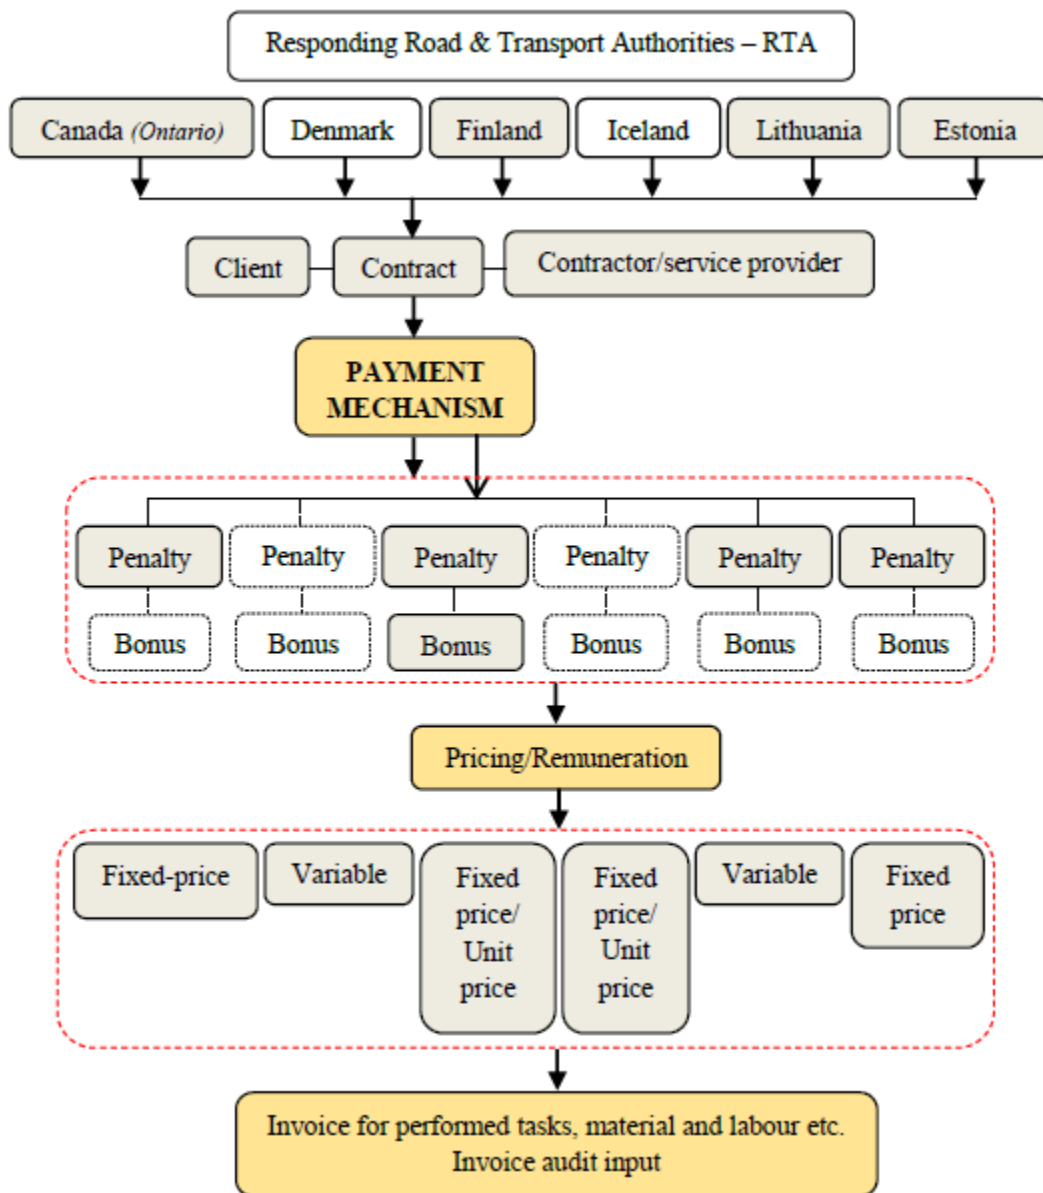 Responding Road & Transport Authorities – RTA
Canada (Ontario)
Denmark
Finland
Iceland
Lithuania
Estonia
Client
Contract
Contractor/service provider
PAYMENT
MECHANISM
Penalty
Penalty
Penalty
Penalty
Penalty
Penalty
Bonus
Bonus
Bonus
Bonus
Bonus
Bonus
Pricing/Remuneration
Fixed-price
Variable
Fixed
price/
Unit
price
Fixed
price/
Unit
price
Variable
Fixed
price
Invoice for performed tasks, material and labour etc.
Invoice audit input